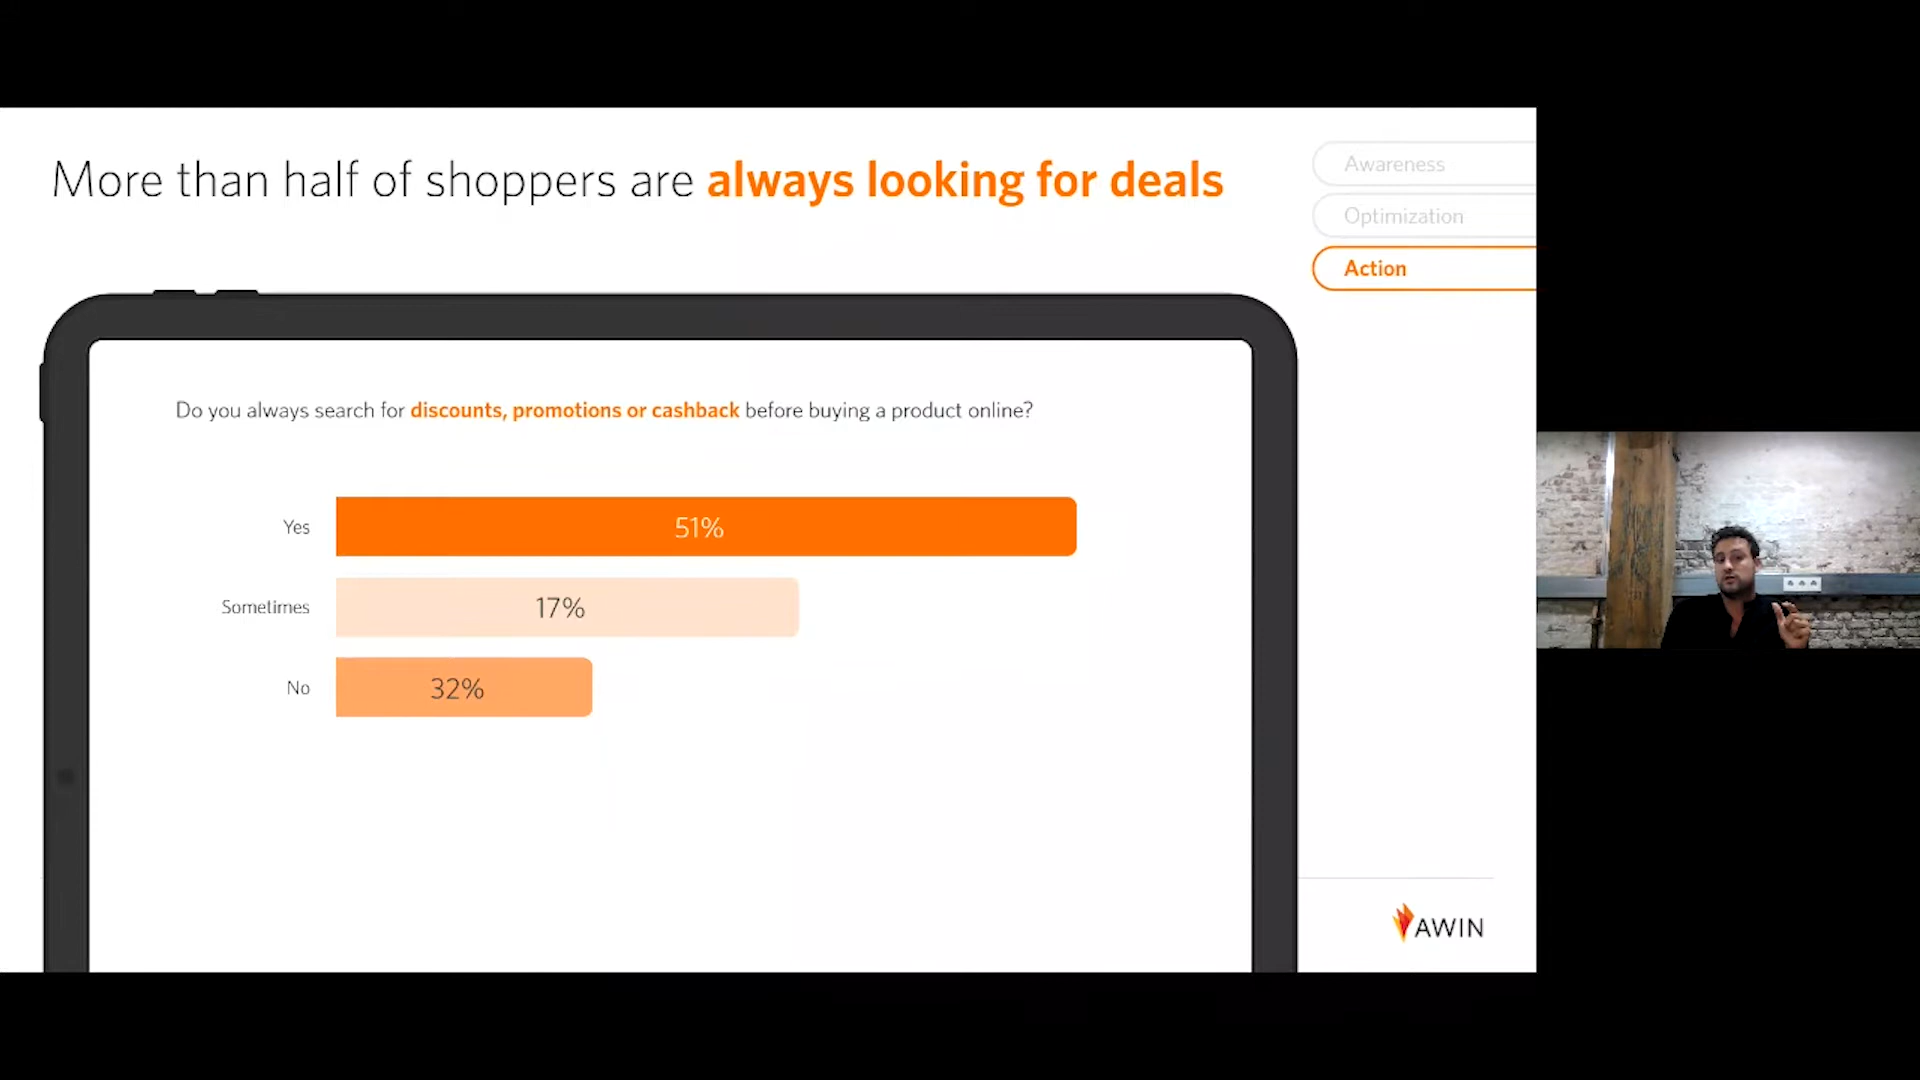 More than half of shoppers are always looking for deals
Awareness
Optimization
Action
Do you always search for discounts, promotions or cashback before buying a product online?
Yes
51%
Sometimes
17%
No
32%
AWIN